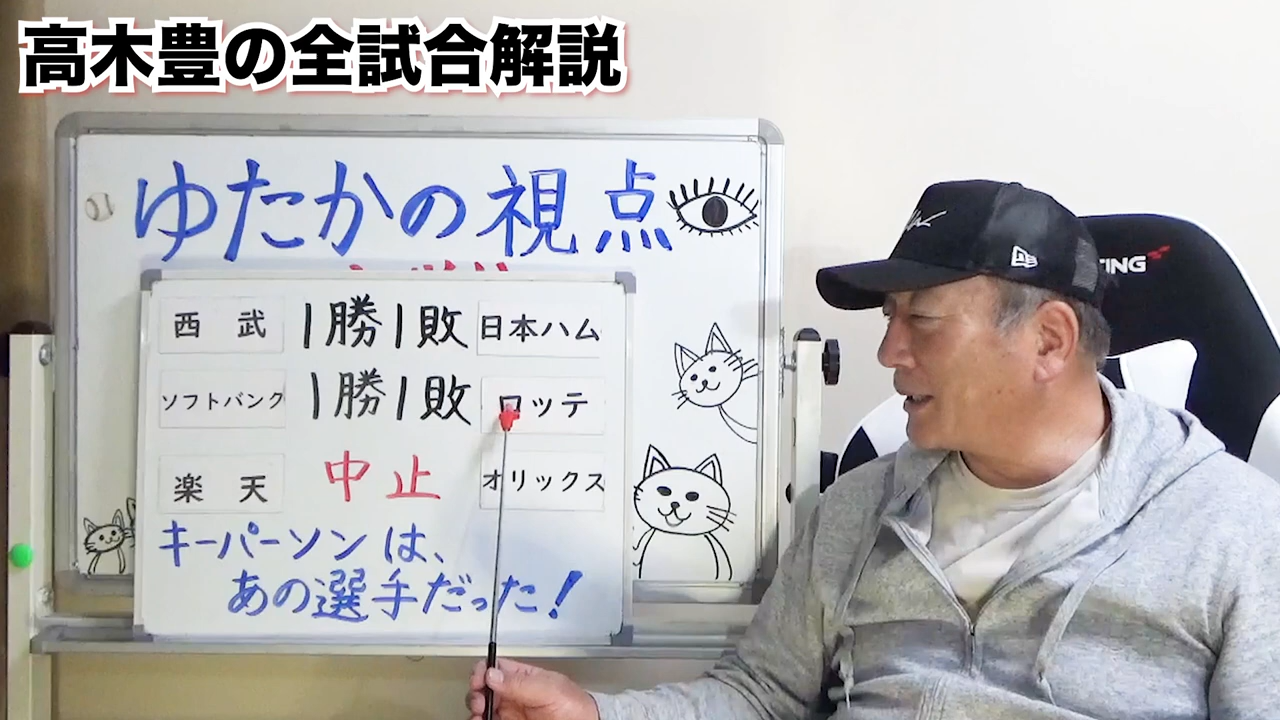 高木豊の全試合解説
ゆたかの視点
西武 1勝1敗 日本ハム
ソフトバンク 1勝1敗 ロッテ
楽天 中止 オリックス
キーパーソンは、
あの選手だった!
TING